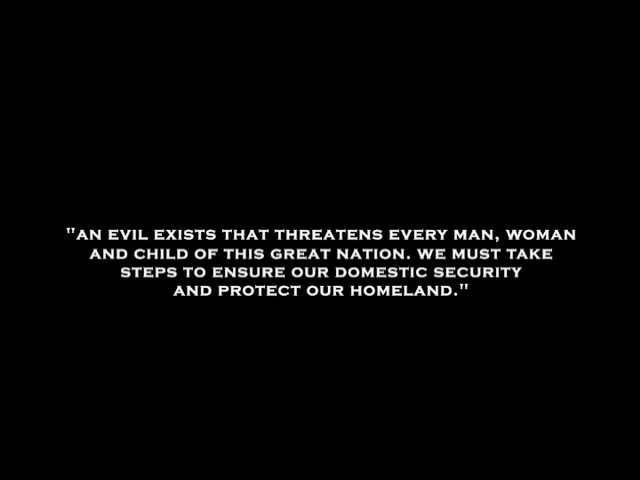 "AN EVIL EXISTS THAT THREATENS EVERY MAN, WOMAN
AND CHILD OF THIS GREAT NATION. WE MUST TAKE
STEPS TO ENSURE OUR DOMESTIC SECURITY
AND PROTECT OUR HOMELAND."